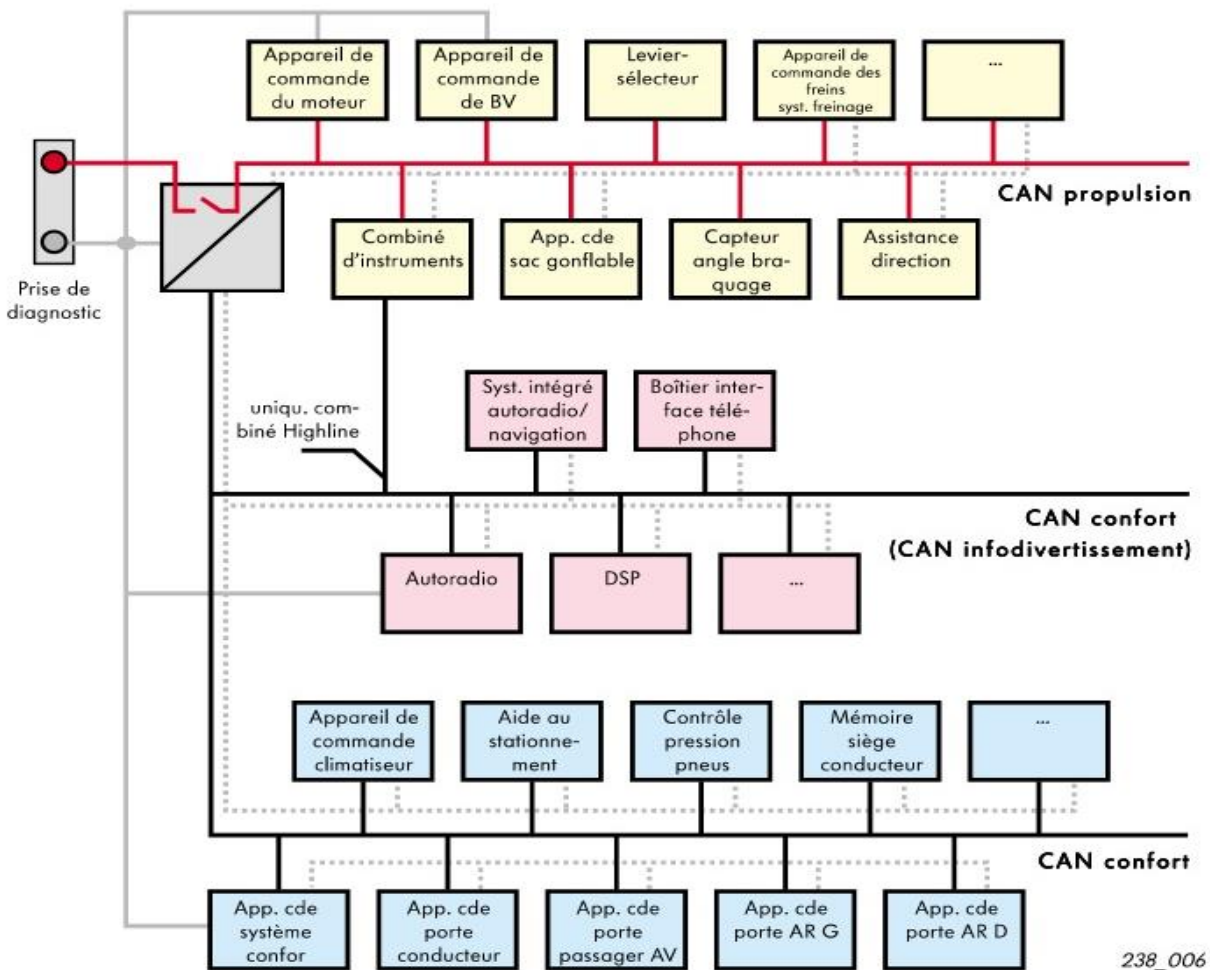 Appareil de
commande
du moteur
Appareil de
commande
de BV
Levier-
sélecteur
Appareil de
commande des
freins
syst. freinage
...
CAN propulsion
Prise de
diagnostic
Combiné
d'instruments
App. cde
sac gonflable
Capteur
angle bra-
quage
Assistance
direction
uniqu. com-
biné Highline
Syst. intégré
autoradio/
navigation
Boîtier inter-
face télé-
phone
CAN confort
(CAN infodivertissement)
Autoradio
DSP
...
Appareil de
commande
climatiseur
Aide au
stationne-
ment
Contrôle
pression
pneus
Mémoire
siège
conducteur
...
CAN confort
App. cde
système
confor
App. cde
porte
conducteur
App. cde
porte
passager AV
App. cde
porte AR G
App. cde
porte AR D
238_006